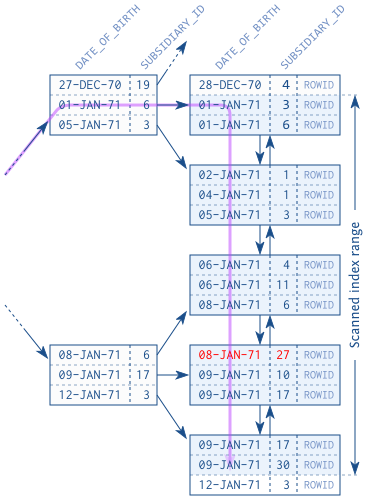 DATE_OF_BIRTH
SUBSIDIARY_ID
DATE_OF_BIRTH
SUBSIDIARY_ID
27-DEC-70 19
01-JAN-71 6
05-JAN-71 3
28-DEC-70 4 ROWID
01-JAN-71 3 ROWID
01-JAN-71 6 ROWID
02-JAN-71 1 ROWID
04-JAN-71 1 ROWID
05-JAN-71 3 ROWID
06-JAN-71 4 ROWID
06-JAN-71 11 ROWID
08-JAN-71 6 ROWID
08-JAN-71 6
09-JAN-71 17
12-JAN-71 3
08-JAN-71 27 ROWID
09-JAN-71 10 ROWID
09-JAN-71 17 ROWID
09-JAN-71 17 ROWID
09-JAN-71 30 ROWID
12-JAN-71 3 ROWID
Scanned index range